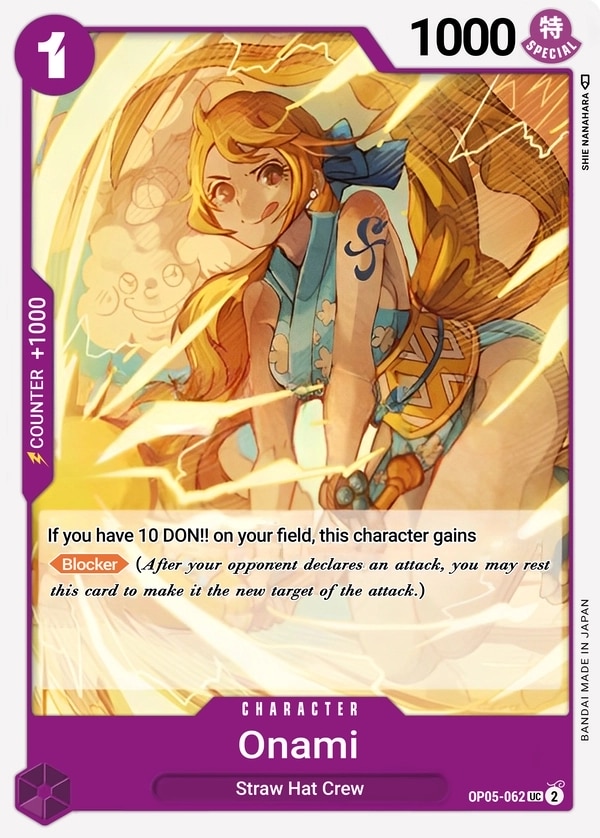 1
1000
特
SPECIAL
SHIE NANAHARA
COUNTER +1000
If you have 10 DON!! on your field, this character gains
Blocker (After your opponent declares an attack, you may rest
this card to make it the new target of the attack.)
BANDAI MADE IN JAPAN
CHARACTER
Onami
Straw Hat Crew
OP05-062 UC 2